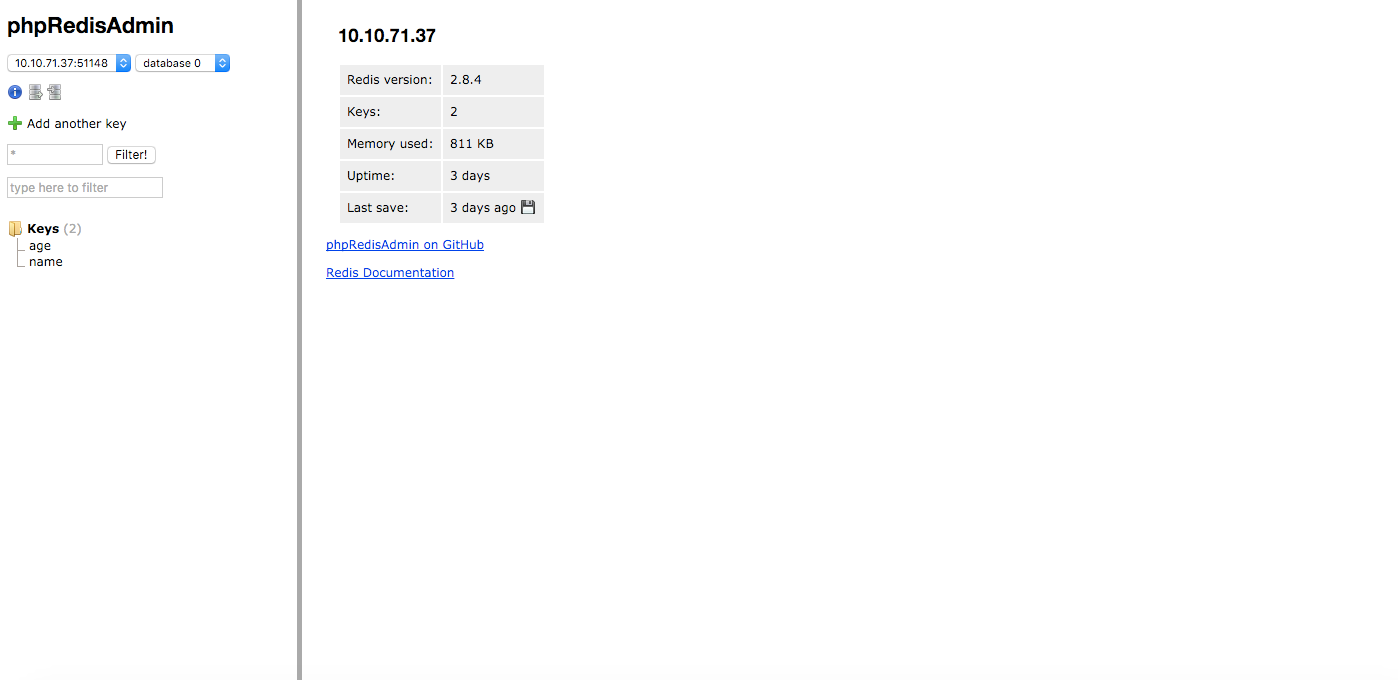 phpRedisAdmin
10.10.71.37:51148 database 0
Add another key
* Filter!
type here to filter
Keys (2)
age
name
10.10.71.37
Redis version: 2.8.4
Keys: 2
Memory used: 811 KB
Uptime: 3 days
Last save: 3 days ago
phpRedisAdmin on GitHub
Redis Documentation